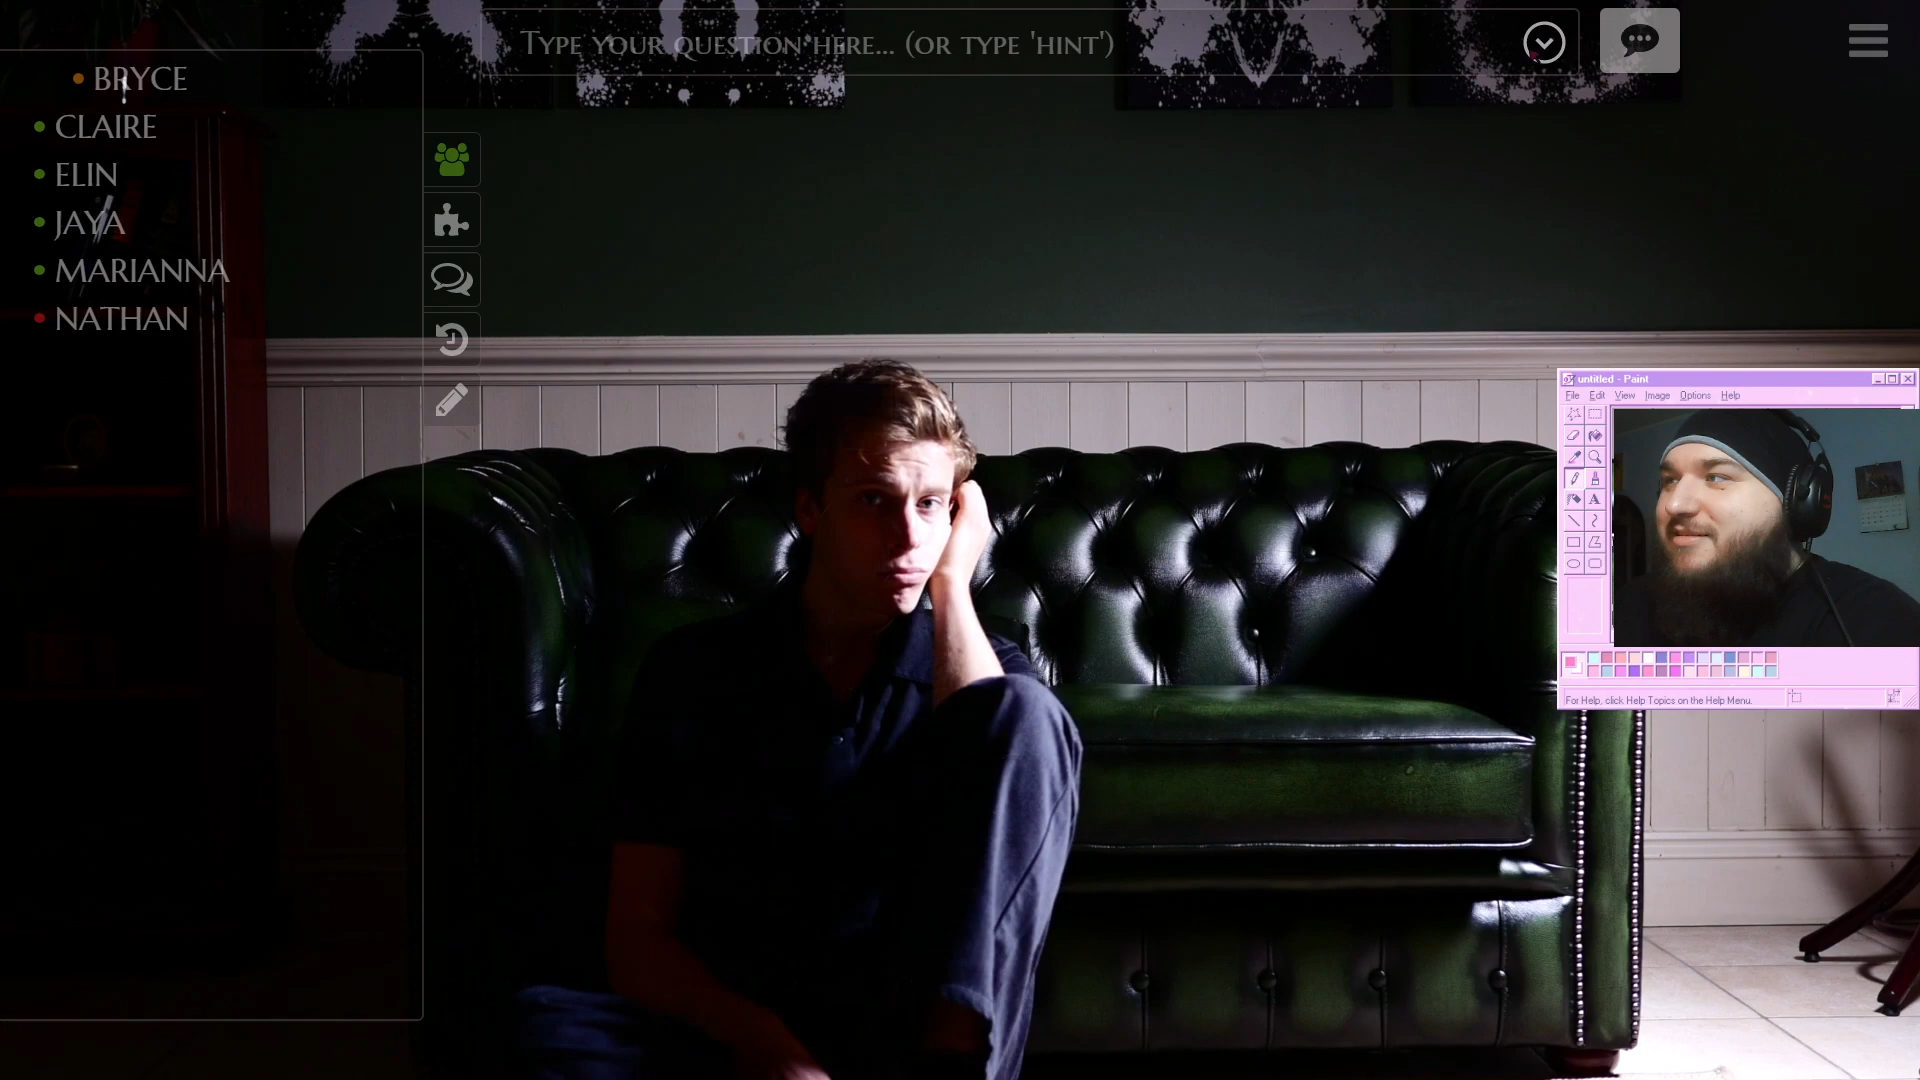 Type your question here... (or type 'hint')
BRYCE
CLAIRE
ELIN
JAYA
MARIANNA
NATHAN
untitled - Paint
File Edit View Image Options Help
A
For Help, click Help Topics on the Help Menu.